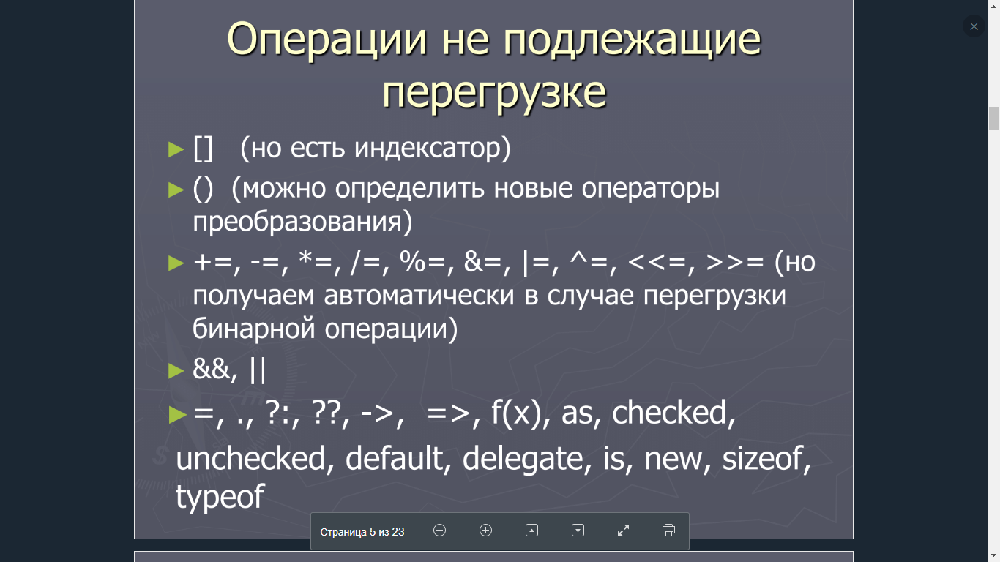 Операции не подлежащие
перегрузке
► [] (но есть индексатор)
► () (можно определить новые операторы
преобразования)
► +=, -=, *=, /=, %=, &=, |=, ^=, <<=, >>= (но
получаем автоматически в случае перегрузки
бинарной операции)
► &&, ||
► =, ., ?:, ??, ->, =>, f(x), as, checked,
unchecked, default, delegate, is, new, sizeof,
typeof
Страница 5 из 23